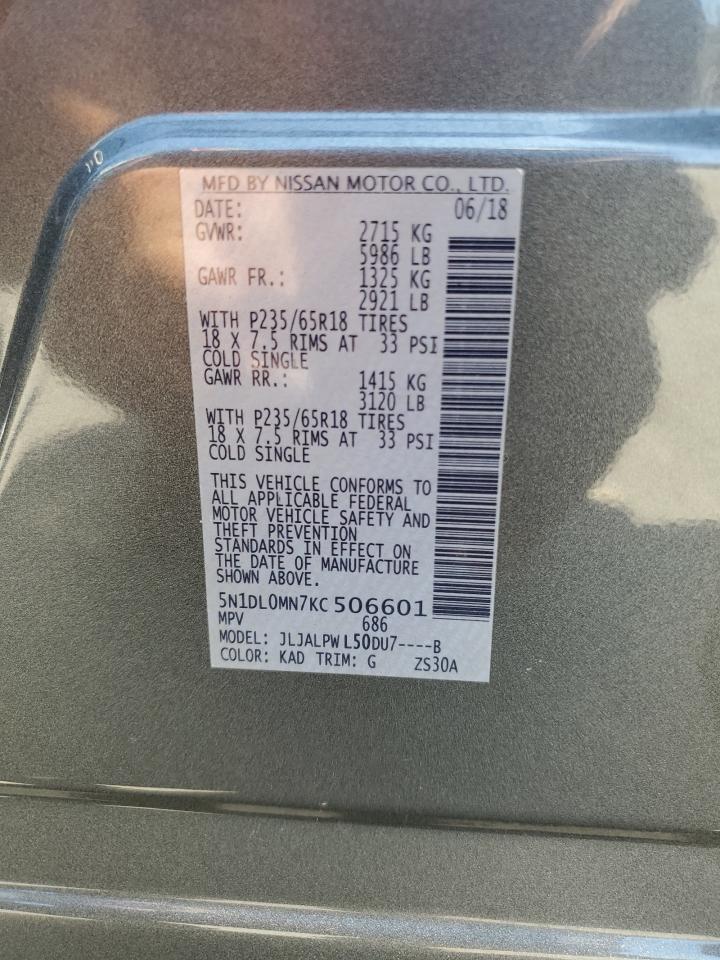 MFD BY NISSAN MOTOR CO., LTD.
DATE: 06/18
GVWR: 2715 KG
5986 LB
GAWR FR.: 1325 KG
2921 LB
WITH P235/65R18 TIRES
18 X 7.5 RIMS AT 33 PSI
COLD SINGLE
GAWR RR.: 1415 KG
3120 LB
WITH P235/65R18 TIRES
18 X 7.5 RIMS AT 33 PSI
COLD SINGLE
THIS VEHICLE CONFORMS TO
ALL APPLICABLE FEDERAL
MOTOR VEHICLE SAFETY AND
THEFT PREVENTION
STANDARDS IN EFFECT ON
THE DATE OF MANUFACTURE
SHOWN ABOVE.
5N1DL0MN7KC506601
MPV 686
MODEL: JLJALPW L50DU7----B
COLOR: KAD TRIM: G ZS30A